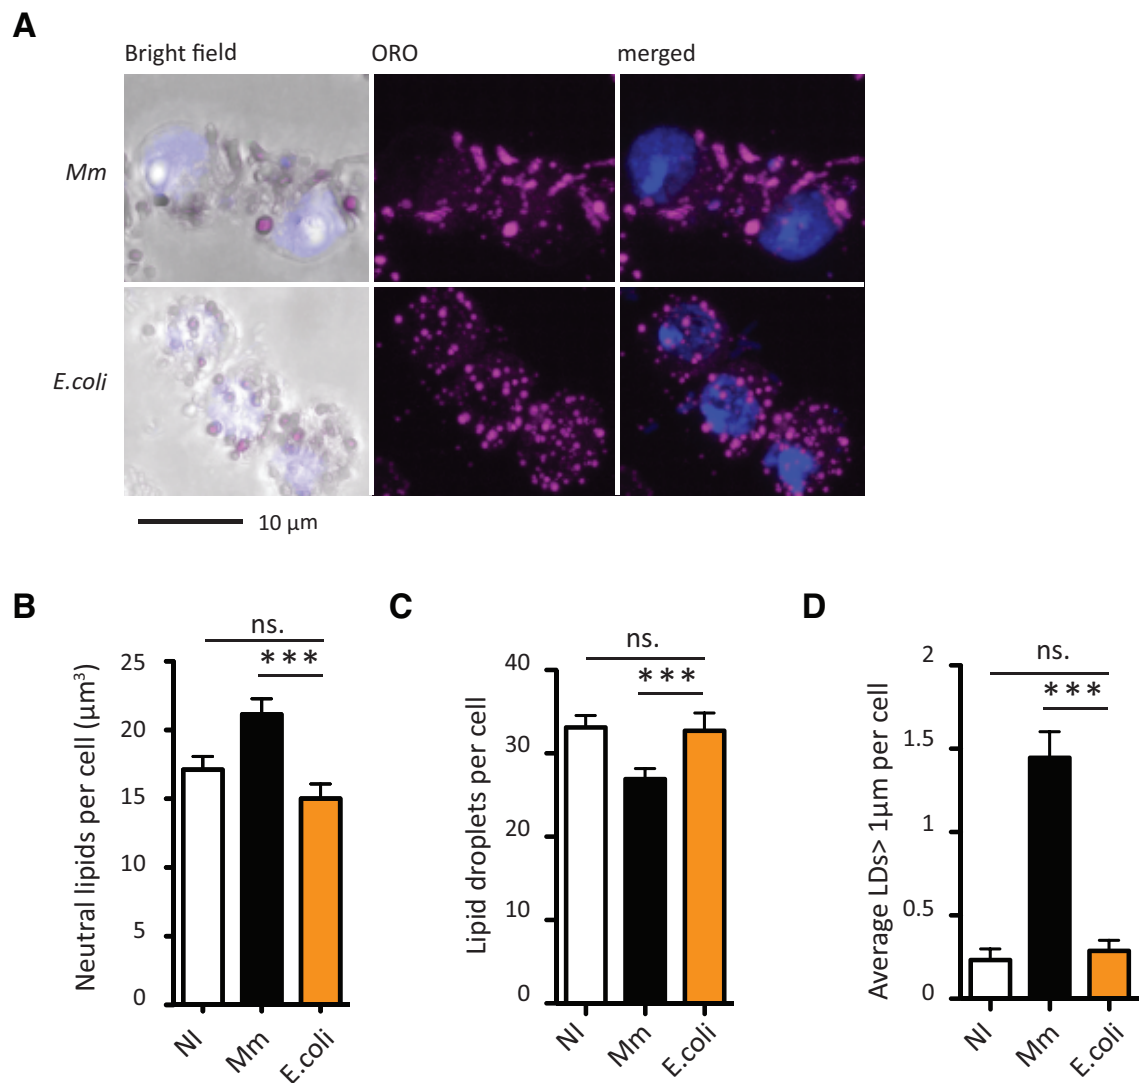 A
Bright field
ORO
merged
Mm
E.coli
10 µm
B
Neutral lipids per cell (µm³)
25
20
15
10
5
0
ns.
***
NI
Mm
E.coli
C
Lipid droplets per cell
40
30
20
10
0
ns.
***
NI
Mm
E.coli
D
Average LDs> 1µm per cell
2
1.5
1
0.5
0
ns.
***
NI
Mm
E.coli